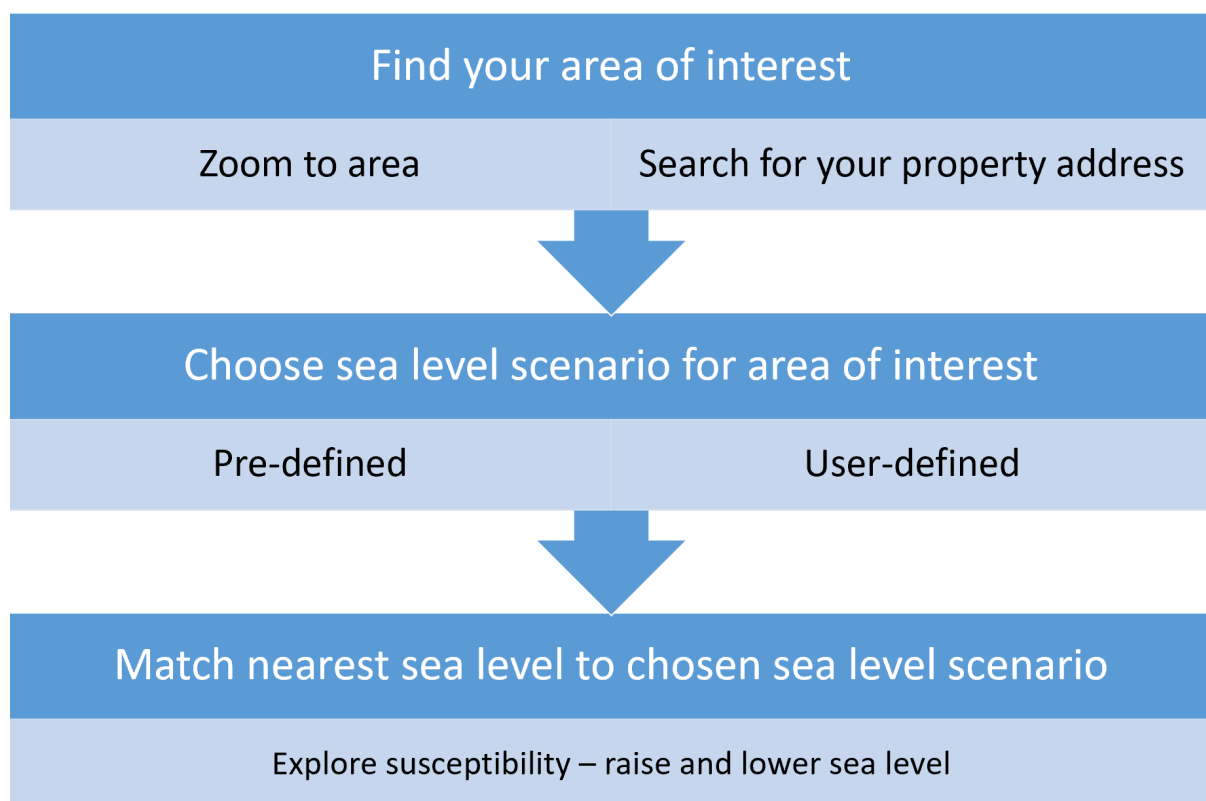 Find your area of interest
Zoom to area
Search for your property address
Choose sea level scenario for area of interest
Pre-defined
User-defined
Match nearest sea level to chosen sea level scenario
Explore susceptibility – raise and lower sea level